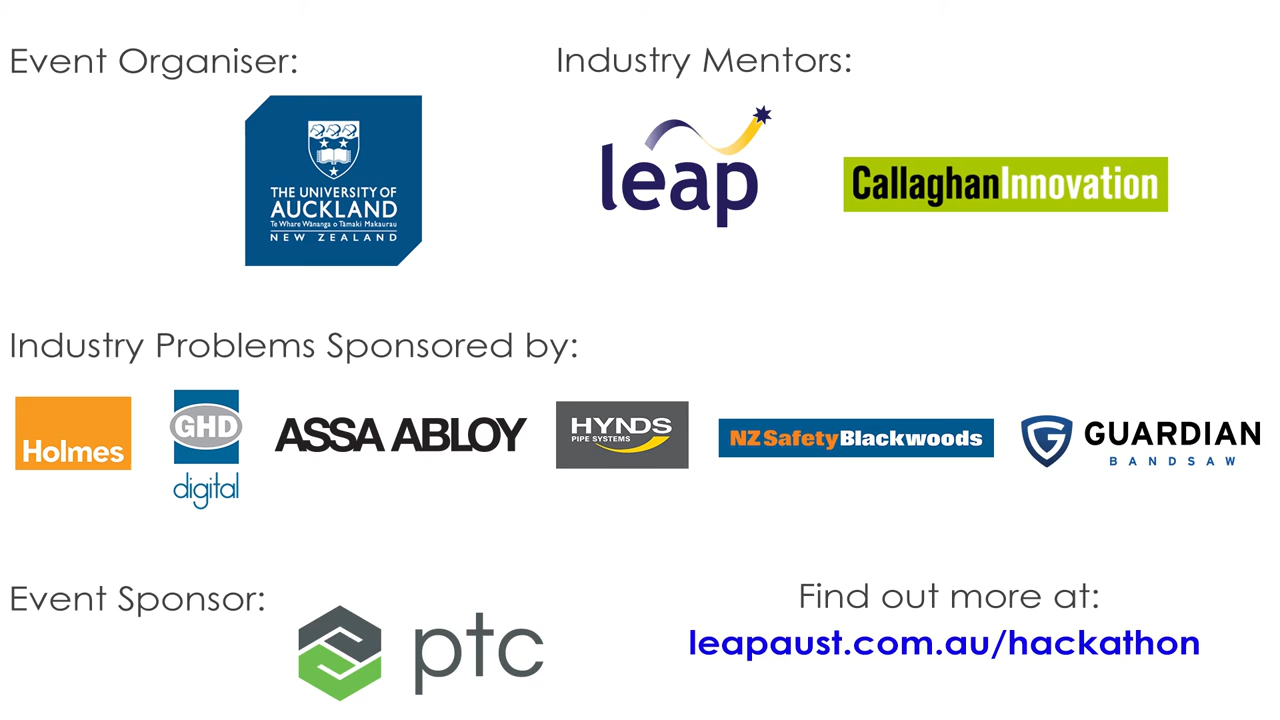 Event Organiser:
THE UNIVERSITY OF
AUCKLAND
Te Whare Wānanga o Tāmaki Makaurau
NEW ZEALAND
Industry Mentors:
leap
CallaghanInnovation
Industry Problems Sponsored by:
Holmes
GHD
digital
ASSA ABLOY
HYNDS
PIPE SYSTEMS
NZSafetyBlackwoods
GUARDIAN
BANDSAW
Event Sponsor:
ptc
Find out more at:
leapaust.com.au/hackathon